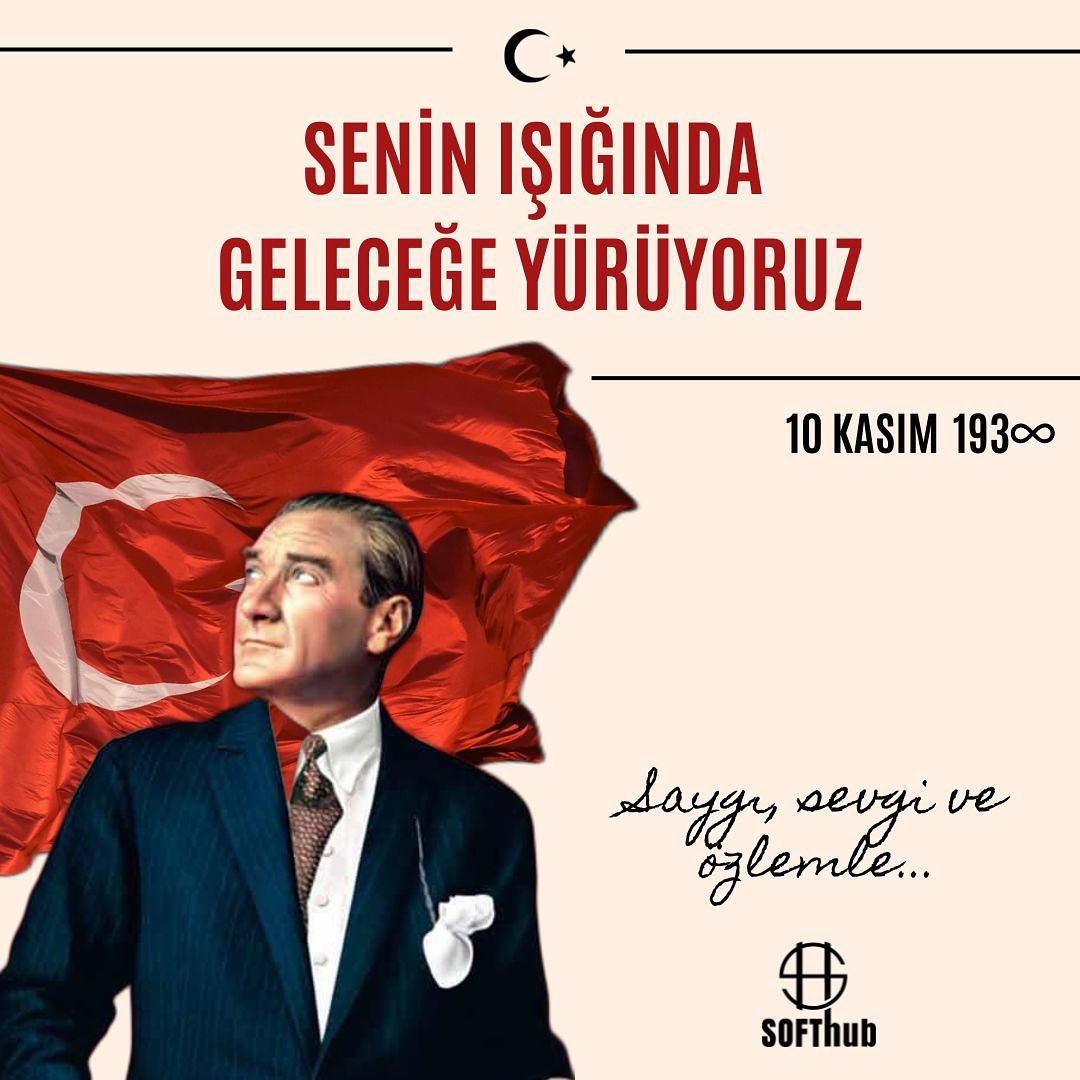 SENİN IŞIĞINDA
GELECEĞE YÜRÜYORUZ
10 KASIM 193∞
Saygı, sevgi ve
özlemle...
SOFThub